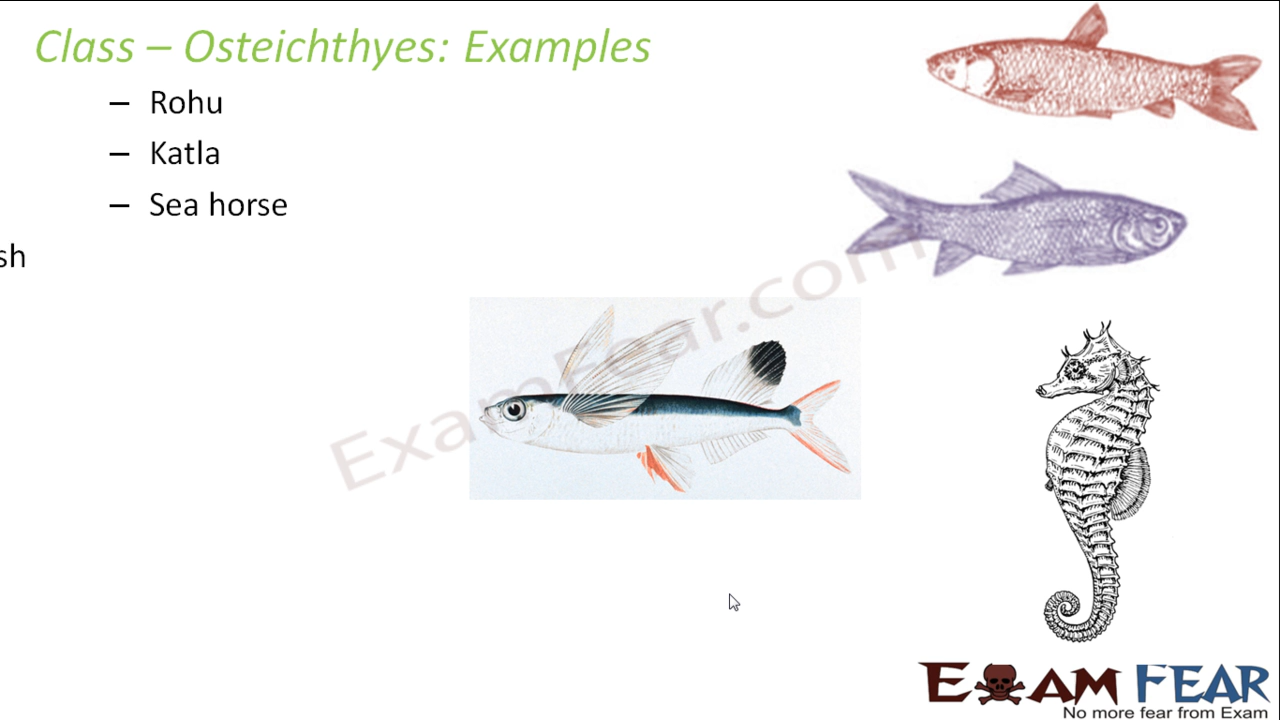 Class – Osteichthyes: Examples
– Rohu
– Katla
– Sea horse
sh
ExamFear.com
EXAM FEAR
No more fear from Exam